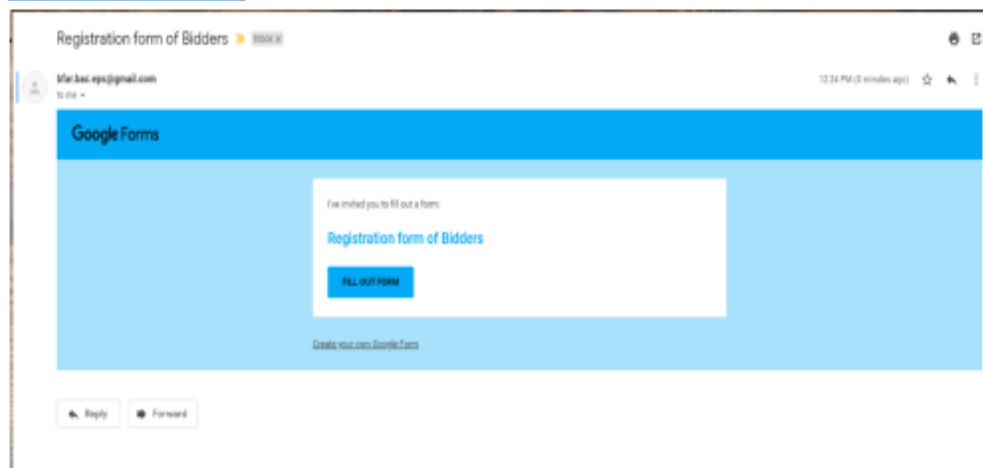 Registration form of Bidders
Inbox x
bfar.bac.eps@gmail.com
12:34 PM (0 minutes ago)
to me
Google Forms
I've invited you to fill out a form:
Registration form of Bidders
FILL OUT FORM
Create your own Google Form
Reply
Forward